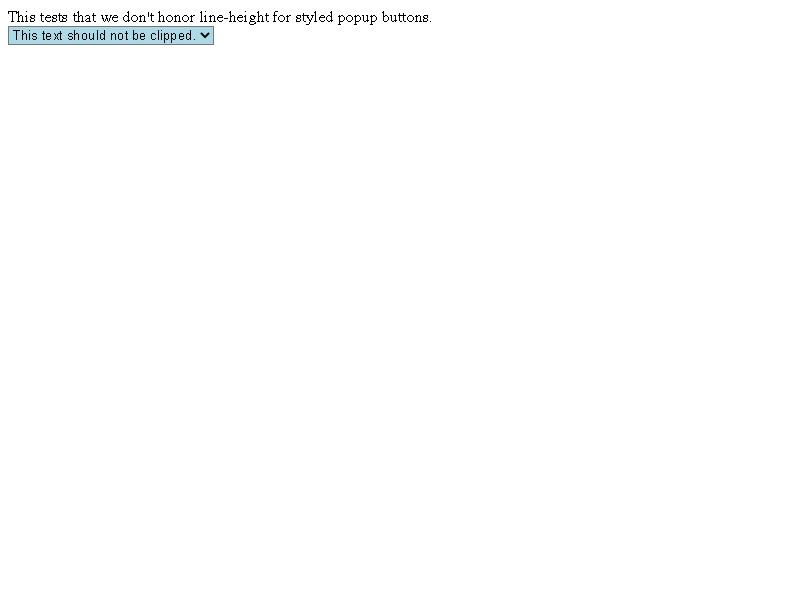 This tests that we don't honor line-height for styled popup buttons.
This text should not be clipped.